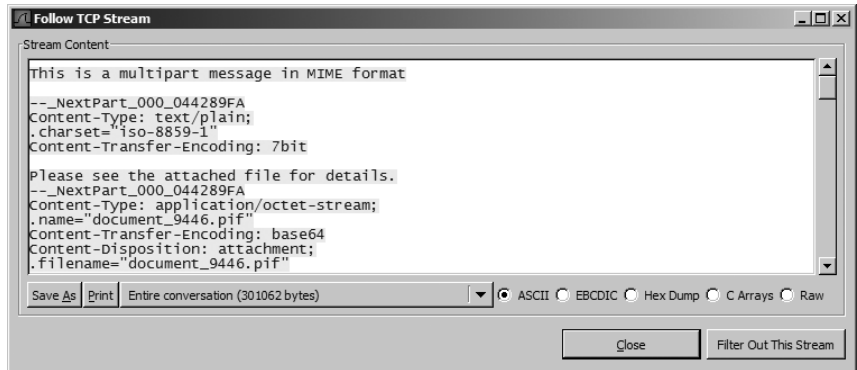 Follow TCP Stream
Stream Content
This is a multipart message in MIME format
--_NextPart_000_044289FA
Content-Type: text/plain;
.charset="iso-8859-1"
Content-Transfer-Encoding: 7bit
Please see the attached file for details.
--_NextPart_000_044289FA
Content-Type: application/octet-stream;
.name="document_9446.pif"
Content-Transfer-Encoding: base64
Content-Disposition: attachment;
.filename="document_9446.pif"
Save As Print Entire conversation (301062 bytes) ASCII EBCDIC Hex Dump C Arrays Raw
Close Filter Out This Stream